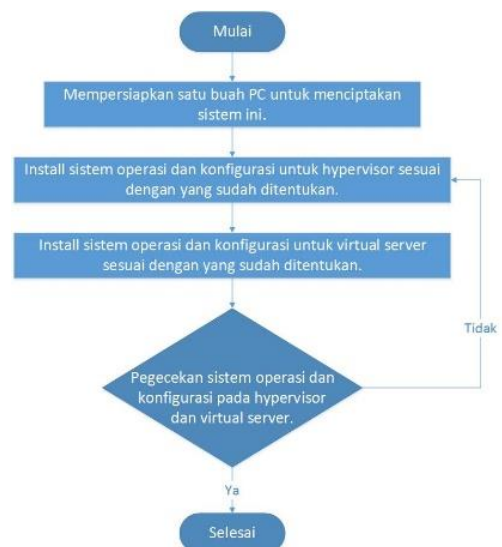 Mulai
Mempersiapkan satu buah PC untuk menciptakan
sistem ini.
Install sistem operasi dan konfigurasi untuk hypervisor sesuai
dengan yang sudah ditentukan.
Install sistem operasi dan konfigurasi untuk virtual server
sesuai dengan yang sudah ditentukan.
Tidak
Pegecekan sistem operasi dan
konfigurasi pada hypervisor
dan virtual server.
Ya
Selesai